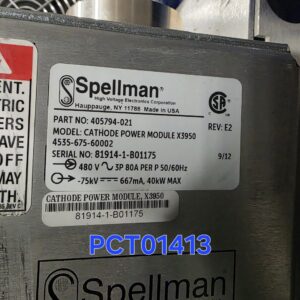 Spellman®
High Voltage Electronics Corporation
Hauppauge, NY 11788 Made in USA
PART NO: 405794-021
MODEL: CATHODE POWER MODULE X3950
4535-675-60002
SERIAL NO: 81914-1-B01175
480 V 3P 80A PER P 50/60Hz
-75kV 667mA, 40kW MAX
REV: E2
9/12
CATHODE POWER MODULE, X3950
81914-1-B01175
PCT01413
Spellman®
ENT.
TRIC
ERS
AVE
OW
MAY